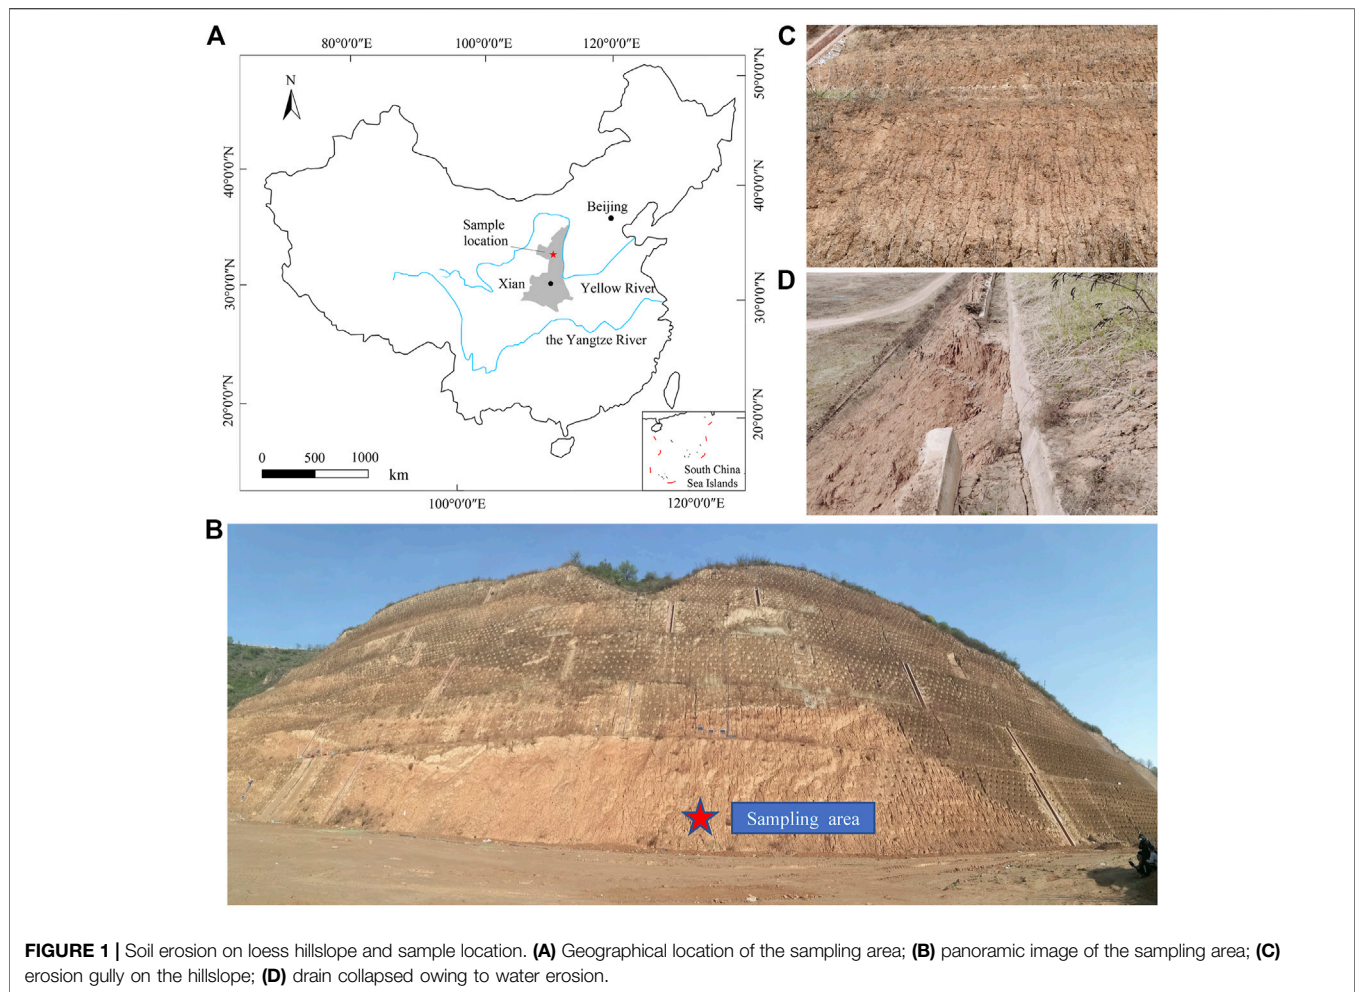 A
80°0′0″E 100°0′0″E 120°0′0″E
N
50°0′0″N
40°0′0″N
40°0′0″N
Beijing
Sample
location
Xian
Yellow River
30°0′0″N
30°0′0″N
the Yangtze River
20°0′0″N
20°0′0″N
0 500 1000
km
South China
Sea Islands
100°0′0″E 120°0′0″E
C
D
B
Sampling area
FIGURE 1 | Soil erosion on loess hillslope and sample location. (A) Geographical location of the sampling area; (B) panoramic image of the sampling area; (C)
erosion gully on the hillslope; (D) drain collapsed owing to water erosion.